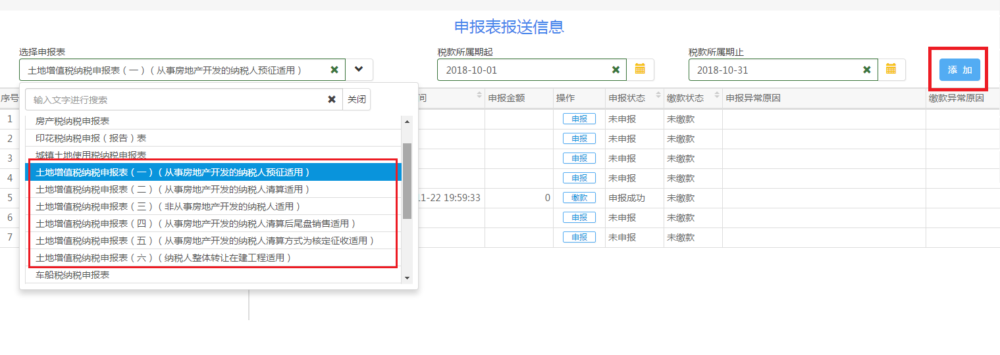 申报表报送信息
选择申报表 税款所属期起 税款所属期止
土地增值税纳税申报表（一）（从事房地产开发的纳税人预征适用） 2018-10-01 2018-10-31 添 加
输入文字进行搜索 关闭
序号 间 申报金额 操作 申报状态 缴款状态 申报异常原因 缴款异常原因
房产税纳税申报表
印花税纳税申报（报告）表
城镇土地使用税纳税申报表
土地增值税纳税申报表（一）（从事房地产开发的纳税人预征适用）
土地增值税纳税申报表（二）（从事房地产开发的纳税人清算适用）
土地增值税纳税申报表（三）（非从事房地产开发的纳税人适用）
土地增值税纳税申报表（四）（从事房地产开发的纳税人清算后尾盘销售适用）
土地增值税纳税申报表（五）（从事房地产开发的纳税人清算方式为核定征收适用）
土地增值税纳税申报表（六）（纳税人整体转让在建工程适用）
车船税纳税申报表
1 申报 未申报 未缴款
2 申报 未申报 未缴款
3 申报 未申报 未缴款
4 申报 未申报 未缴款
5 11-22 19:59:33 0 缴款 申报成功 未缴款
6 申报 未申报 未缴款
7 申报 未申报 未缴款